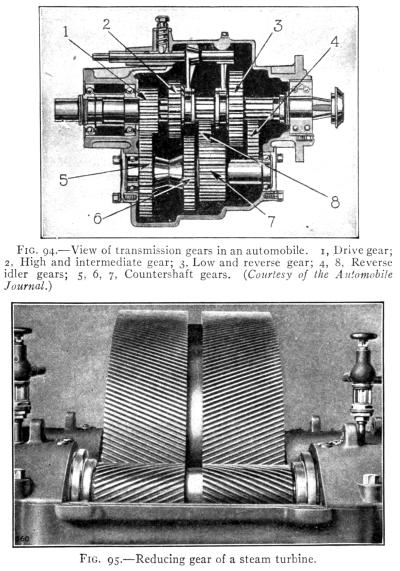 1 2 3 4
5 6 7 8
FIG. 94.—View of transmission gears in an automobile. 1, Drive gear;
2, High and intermediate gear; 3, Low and reverse gear; 4, 8, Reverse
idler gears; 5, 6, 7, Countershaft gears. (Courtesy of the Automobile
Journal.)
660
FIG. 95.—Reducing gear of a steam turbine.